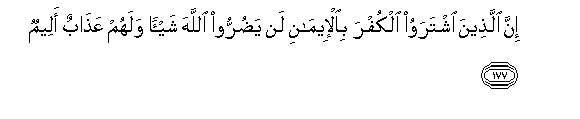 إِنَّ ٱلَّذِينَ ٱشْتَرَوُا۟ ٱلْكُفْرَ بِٱلْإِيمَـٰنِ لَن يَضُرُّوا۟ ٱللَّهَ شَيْـًٔا وَلَهُمْ عَذَابٌ أَلِيمٌ
١٧٧